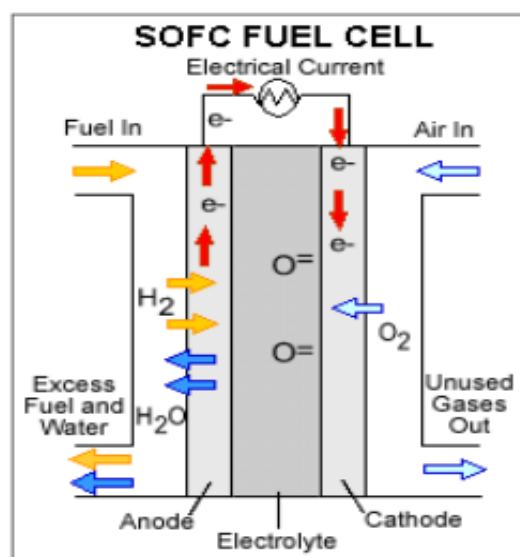 SOFC FUEL CELL
Electrical Current
Fuel In
e-
Air In
e-
e-
e-
O=
H2
O2
O=
Excess
Fuel and
Water
H2O
Unused
Gases
Out
Anode
Cathode
Electrolyte